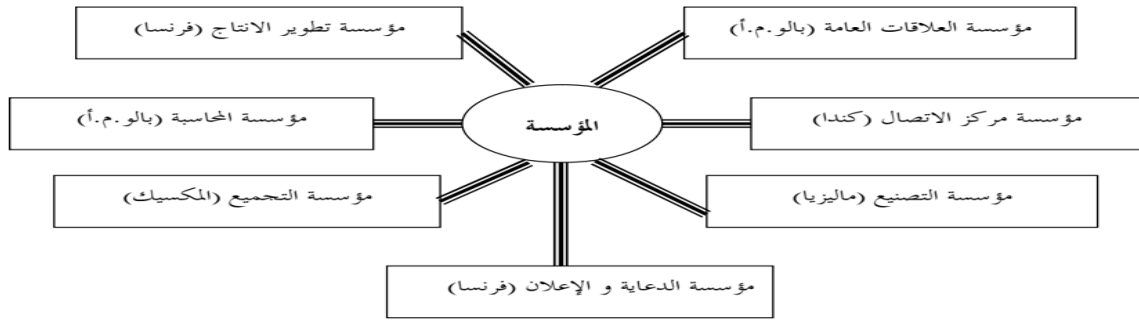 مؤسسة العلاقات العامة (بالو.م.أ)
مؤسسة تطوير الانتاج (فرنسا)
مؤسسة مركز الاتصال (كندا)
المؤسسة
مؤسسة المحاسبة (بالو.م.أ)
مؤسسة التصنيع (ماليزيا)
مؤسسة التجميع (المكسيك)
مؤسسة الدعاية و الإعلان (فرنسا)